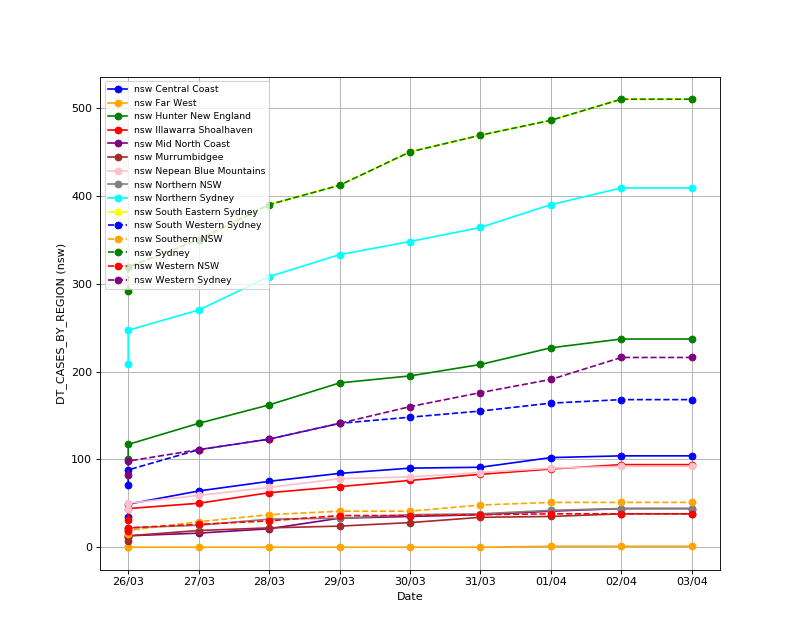 nsw Central Coast
nsw Far West
nsw Hunter New England
nsw Illawarra Shoalhaven
nsw Mid North Coast
nsw Murrumbidgee
nsw Nepean Blue Mountains
nsw Northern NSW
nsw Northern Sydney
nsw South Eastern Sydney
nsw South Western Sydney
nsw Southern NSW
nsw Sydney
nsw Western NSW
nsw Western Sydney
500
400
300
200
100
0
DT_CASES_BY_REGION (nsw)
26/03 27/03 28/03 29/03 30/03 31/03 01/04 02/04 03/04
Date